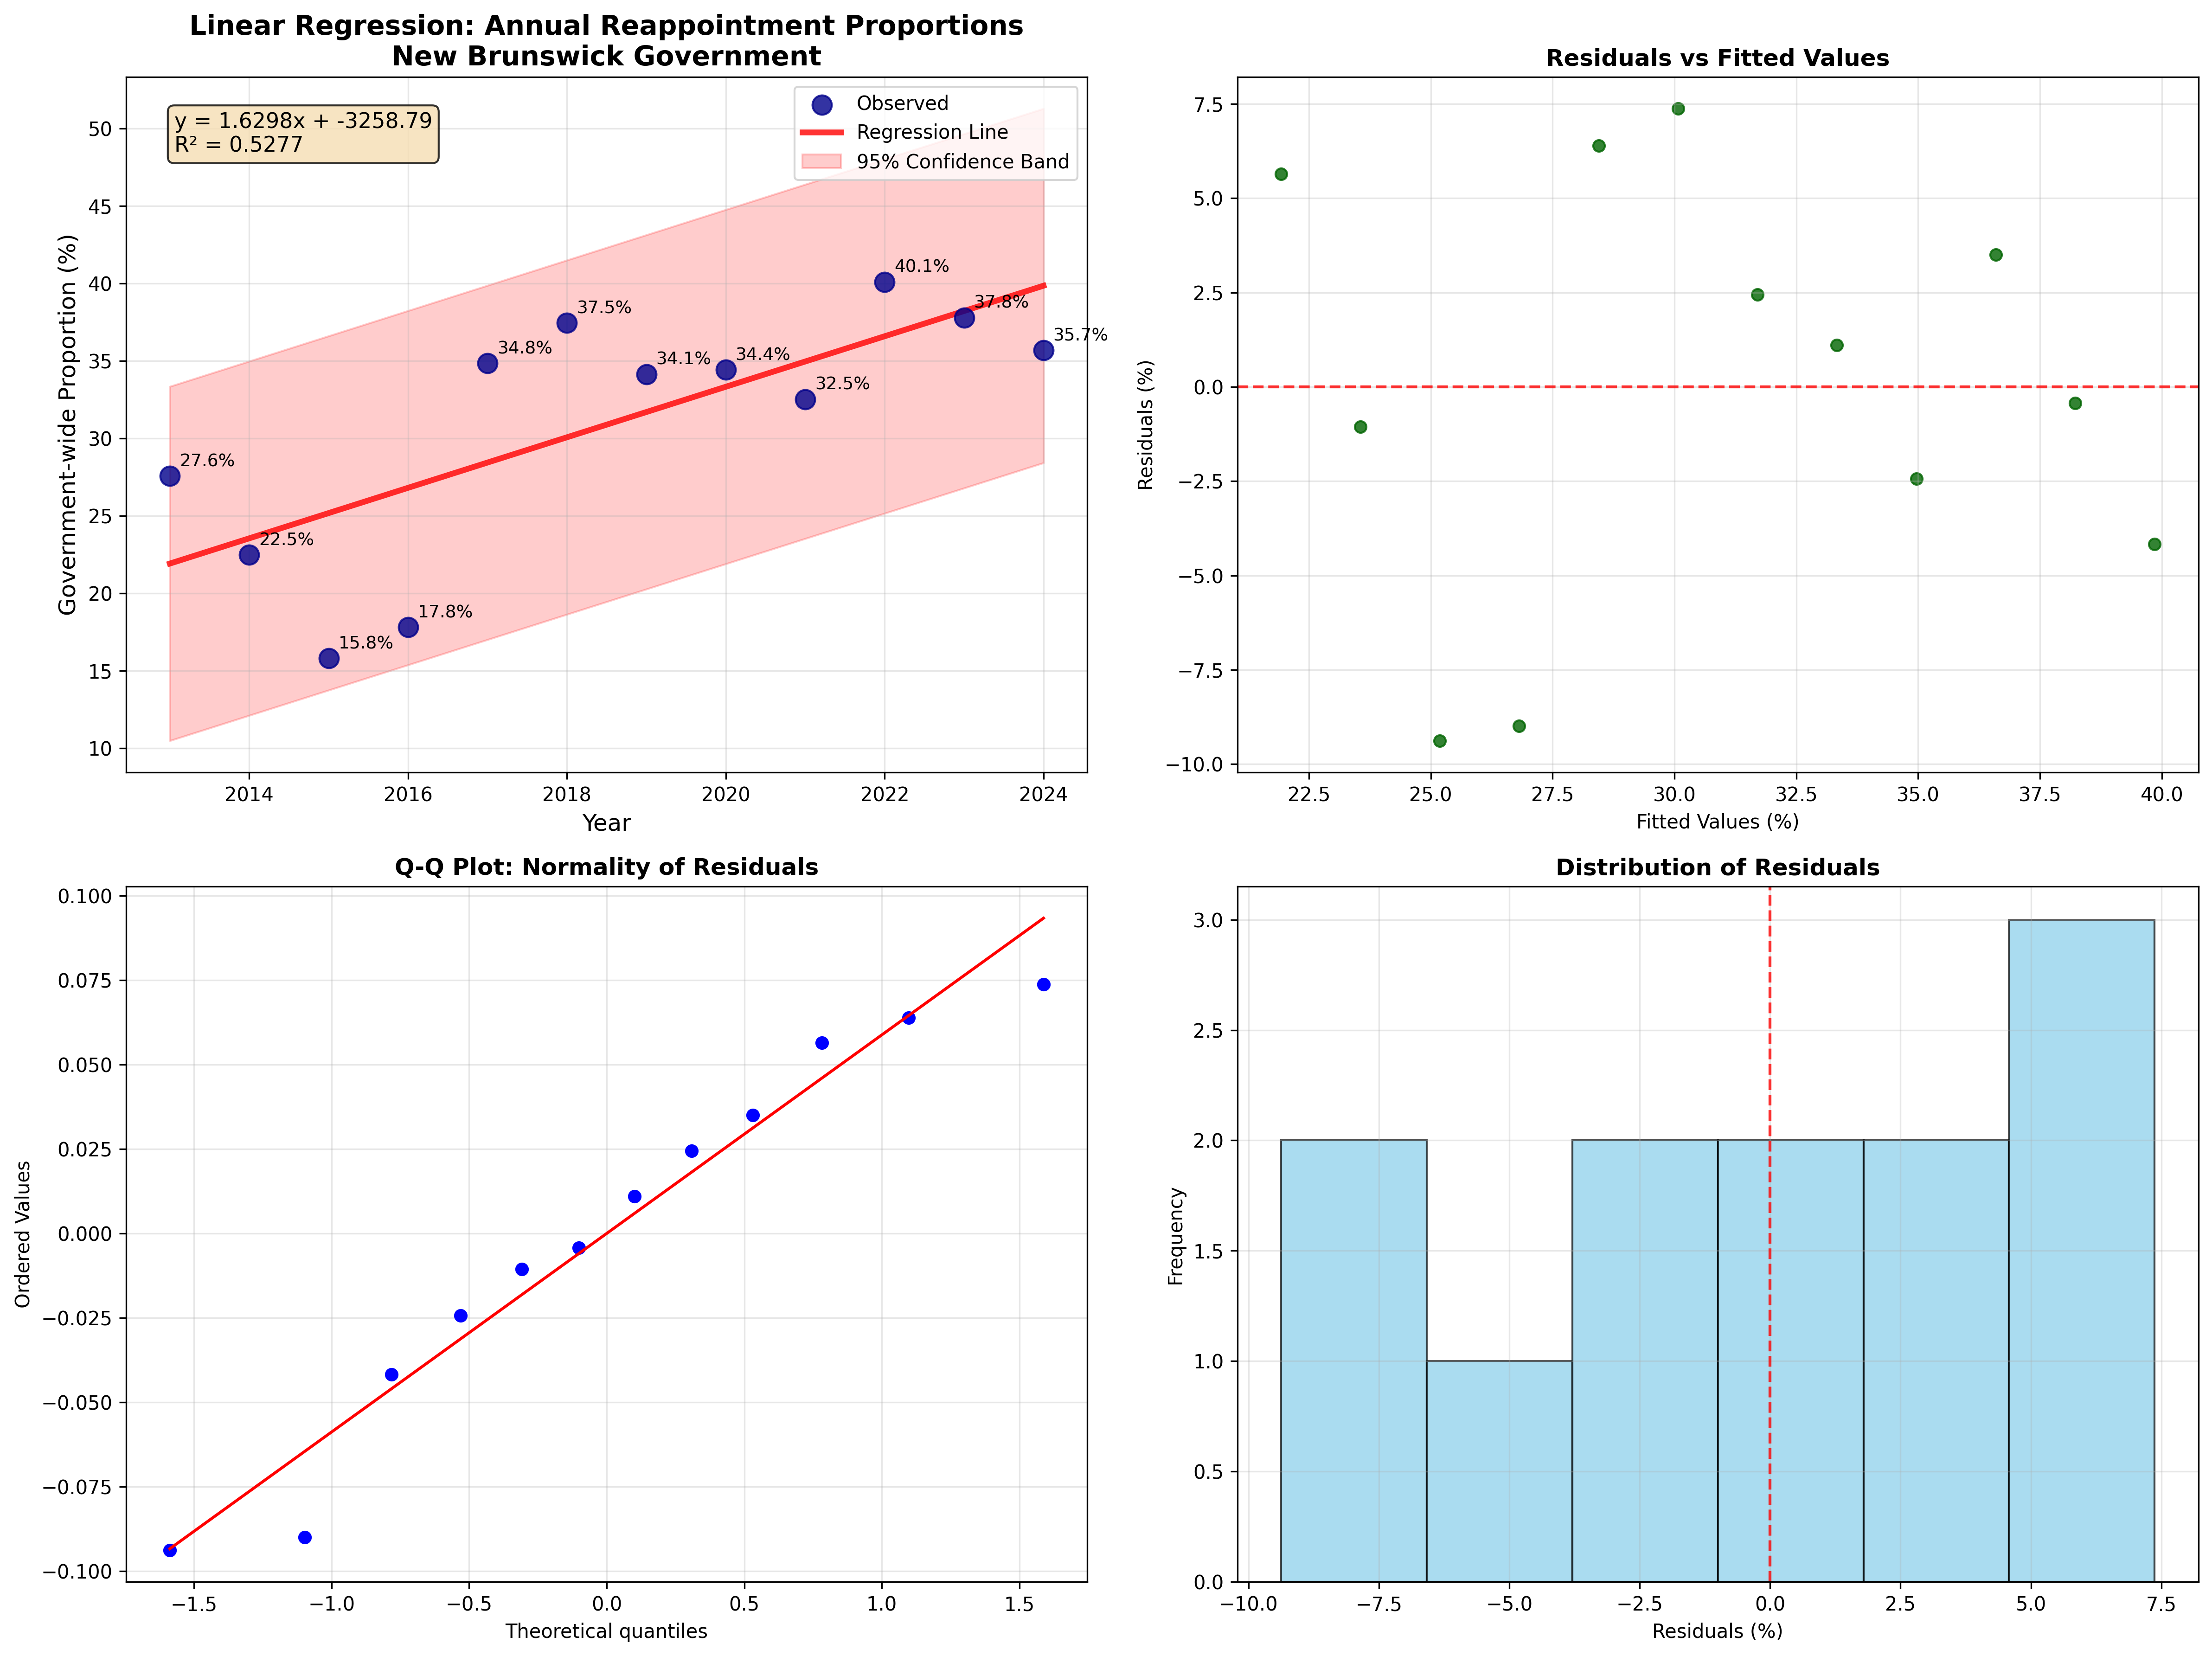 Linear Regression: Annual Reappointment Proportions
New Brunswick Government
y = 1.6298x + -3258.79
R² = 0.5277
Observed
Regression Line
95% Confidence Band
Government-wide Proportion (%)
50
45
40
35
30
25
20
15
10
27.6%
22.5%
15.8%
17.8%
34.8%
37.5%
34.1%
34.4%
32.5%
40.1%
37.8%
35.7%
2014 2016 2018 2020 2022 2024
Year
Residuals vs Fitted Values
Residuals (%)
7.5
5.0
2.5
0.0
−2.5
−5.0
−7.5
−10.0
22.5 25.0 27.5 30.0 32.5 35.0 37.5 40.0
Fitted Values (%)
Q-Q Plot: Normality of Residuals
Ordered Values
0.100
0.075
0.050
0.025
0.000
−0.025
−0.050
−0.075
−0.100
−1.5 −1.0 −0.5 0.0 0.5 1.0 1.5
Theoretical quantiles
Distribution of Residuals
Frequency
3.0
2.5
2.0
1.5
1.0
0.5
0.0
−10.0 −7.5 −5.0 −2.5 0.0 2.5 5.0 7.5
Residuals (%)